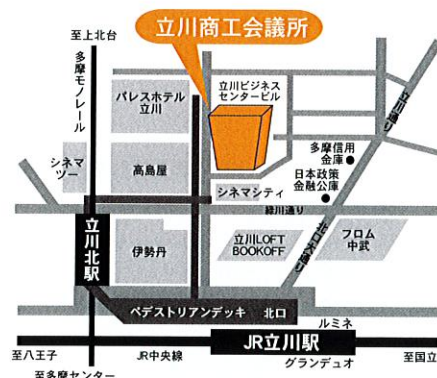 立川商工会議所
至上北台
多摩モノレール
パレスホテル
立川
立川ビジネス
センタービル
立川通り
シネマ
ツー
高島屋
多摩信用
金庫
日本政策
金融公庫
シネマシティ
緑川通り
立川北駅
伊勢丹
立川LOFT
BOOKOFF
北口大通り
フロム
中武
ペデストリアンデッキ 北口
ルミネ
至八王子
JR中央線
JR立川駅
至国立
グランデュオ
至多摩センター